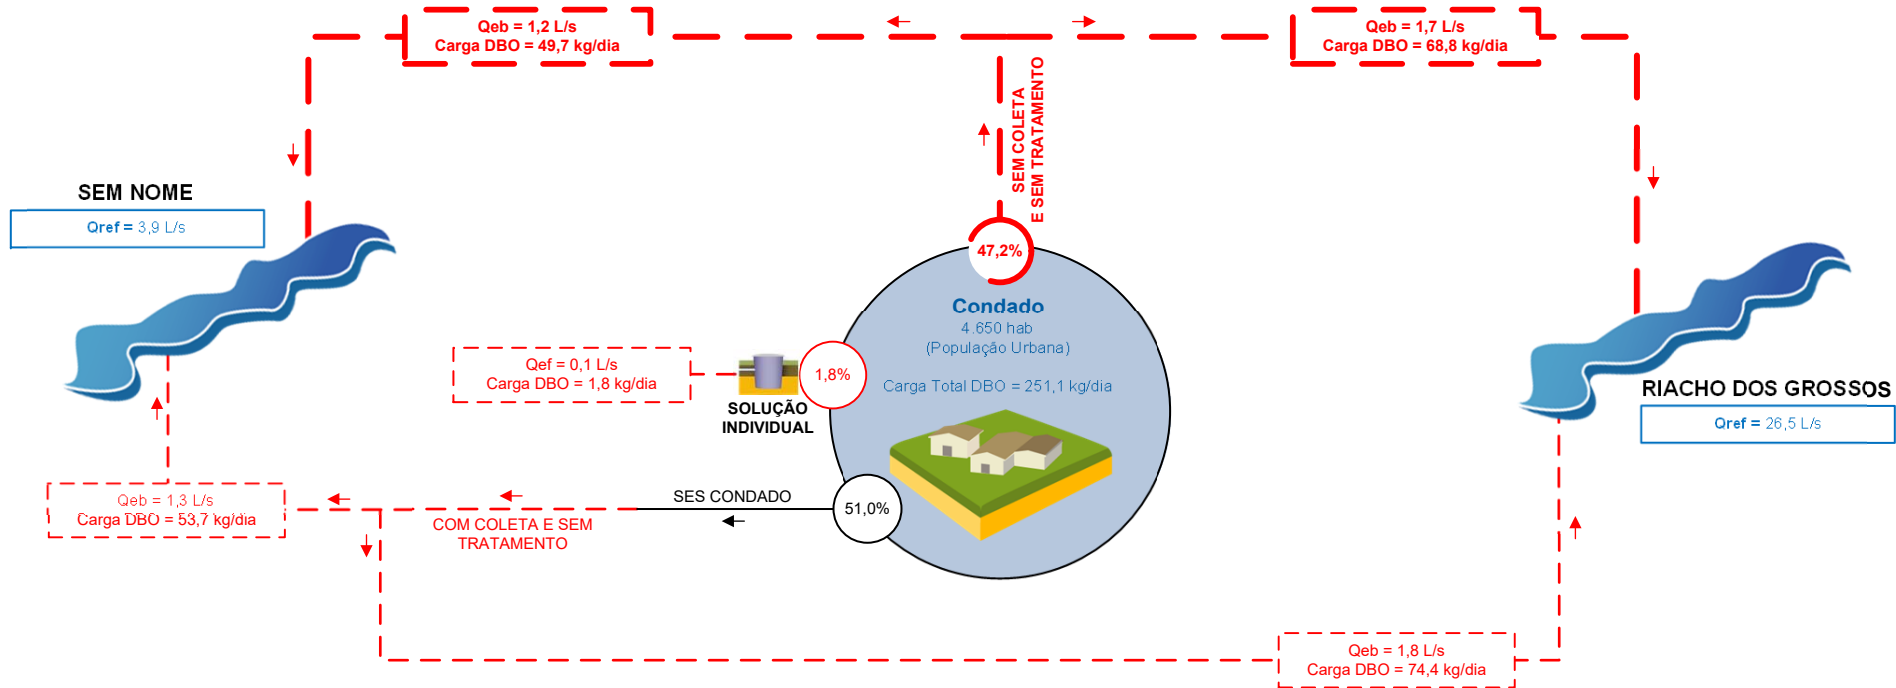 Qeb = 1,2 L/s
Carga DBO = 49,7 kg/dia
Qeb = 1,7 L/s
Carga DBO = 68,8 kg/dia
SEM COLETA
E SEM TRATAMENTO
SEM NOME
Qref = 3,9 L/s
47,2%
Condado
4.650 hab
(População Urbana)
Carga Total DBO = 251,1 kg/dia
Qef = 0,1 L/s
Carga DBO = 1,8 kg/dia
1,8%
SOLUÇÃO
INDIVIDUAL
RIACHO DOS GROSSOS
Qref = 26,5 L/s
Qeb = 1,3 L/s
Carga DBO = 53,7 kg/dia
SES CONDADO
51,0%
COM COLETA E SEM
TRATAMENTO
Qeb = 1,8 L/s
Carga DBO = 74,4 kg/dia